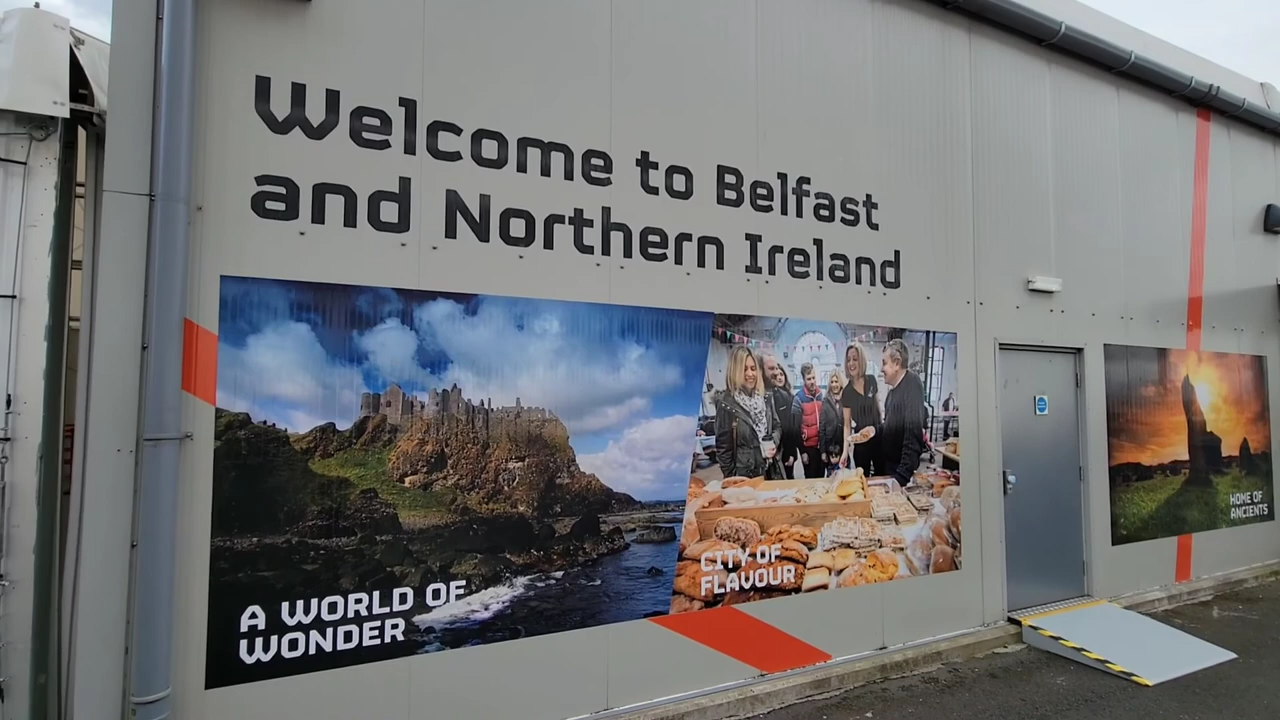 Welcome to Belfast
and Northern Ireland
A WORLD OF
WONDER
CITY OF
FLAVOUR
HOME OF
ANCIENTS